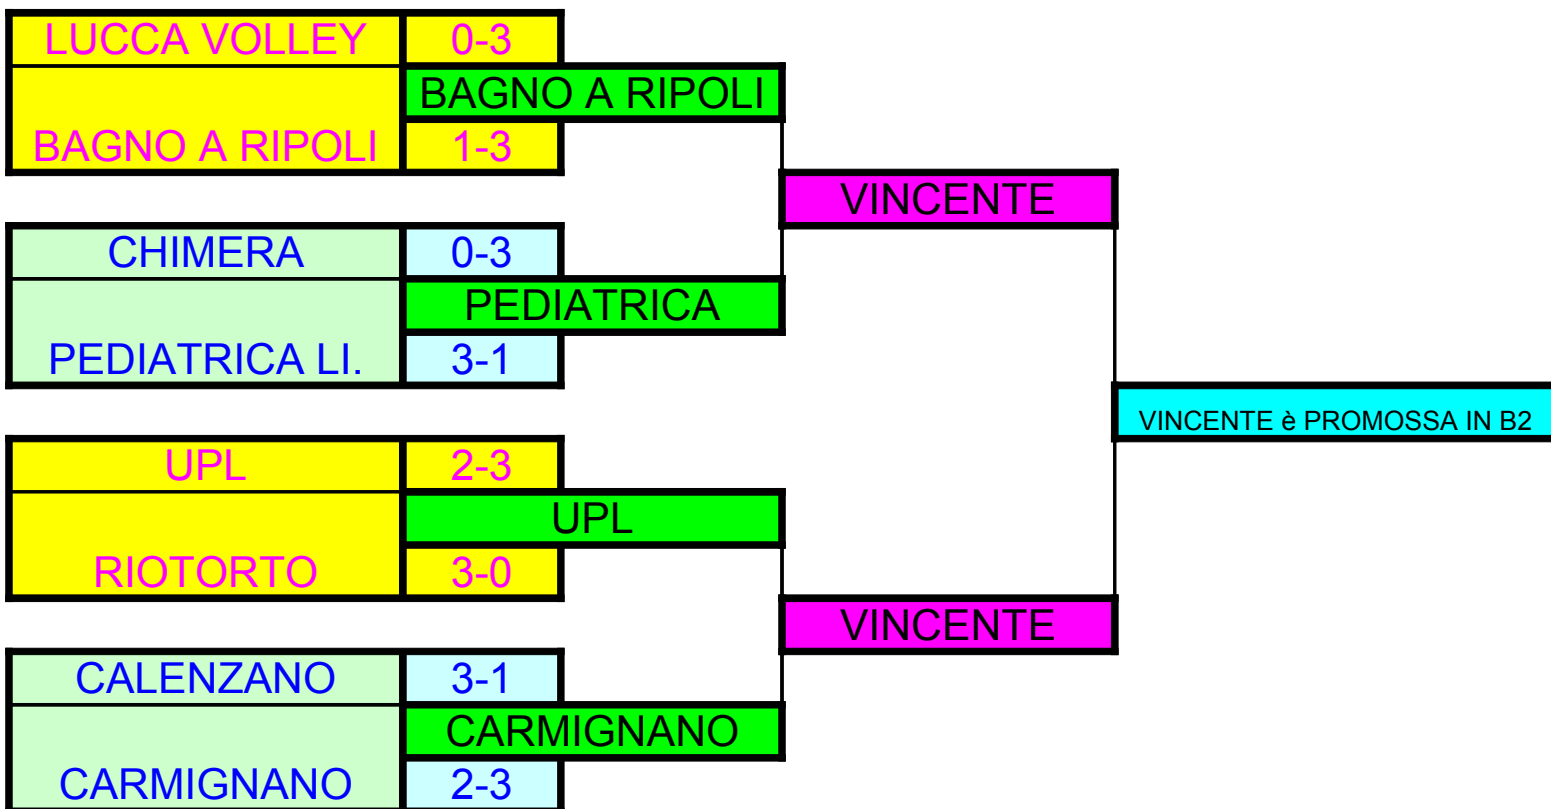 LUCCA VOLLEY 0-3
BAGNO A RIPOLI
BAGNO A RIPOLI 1-3
VINCENTE
CHIMERA 0-3
PEDIATRICA
PEDIATRICA LI. 3-1
VINCENTE è PROMOSSA IN B2
UPL 2-3
UPL
RIOTORTO 3-0
VINCENTE
CALENZANO 3-1
CARMIGNANO
CARMIGNANO 2-3